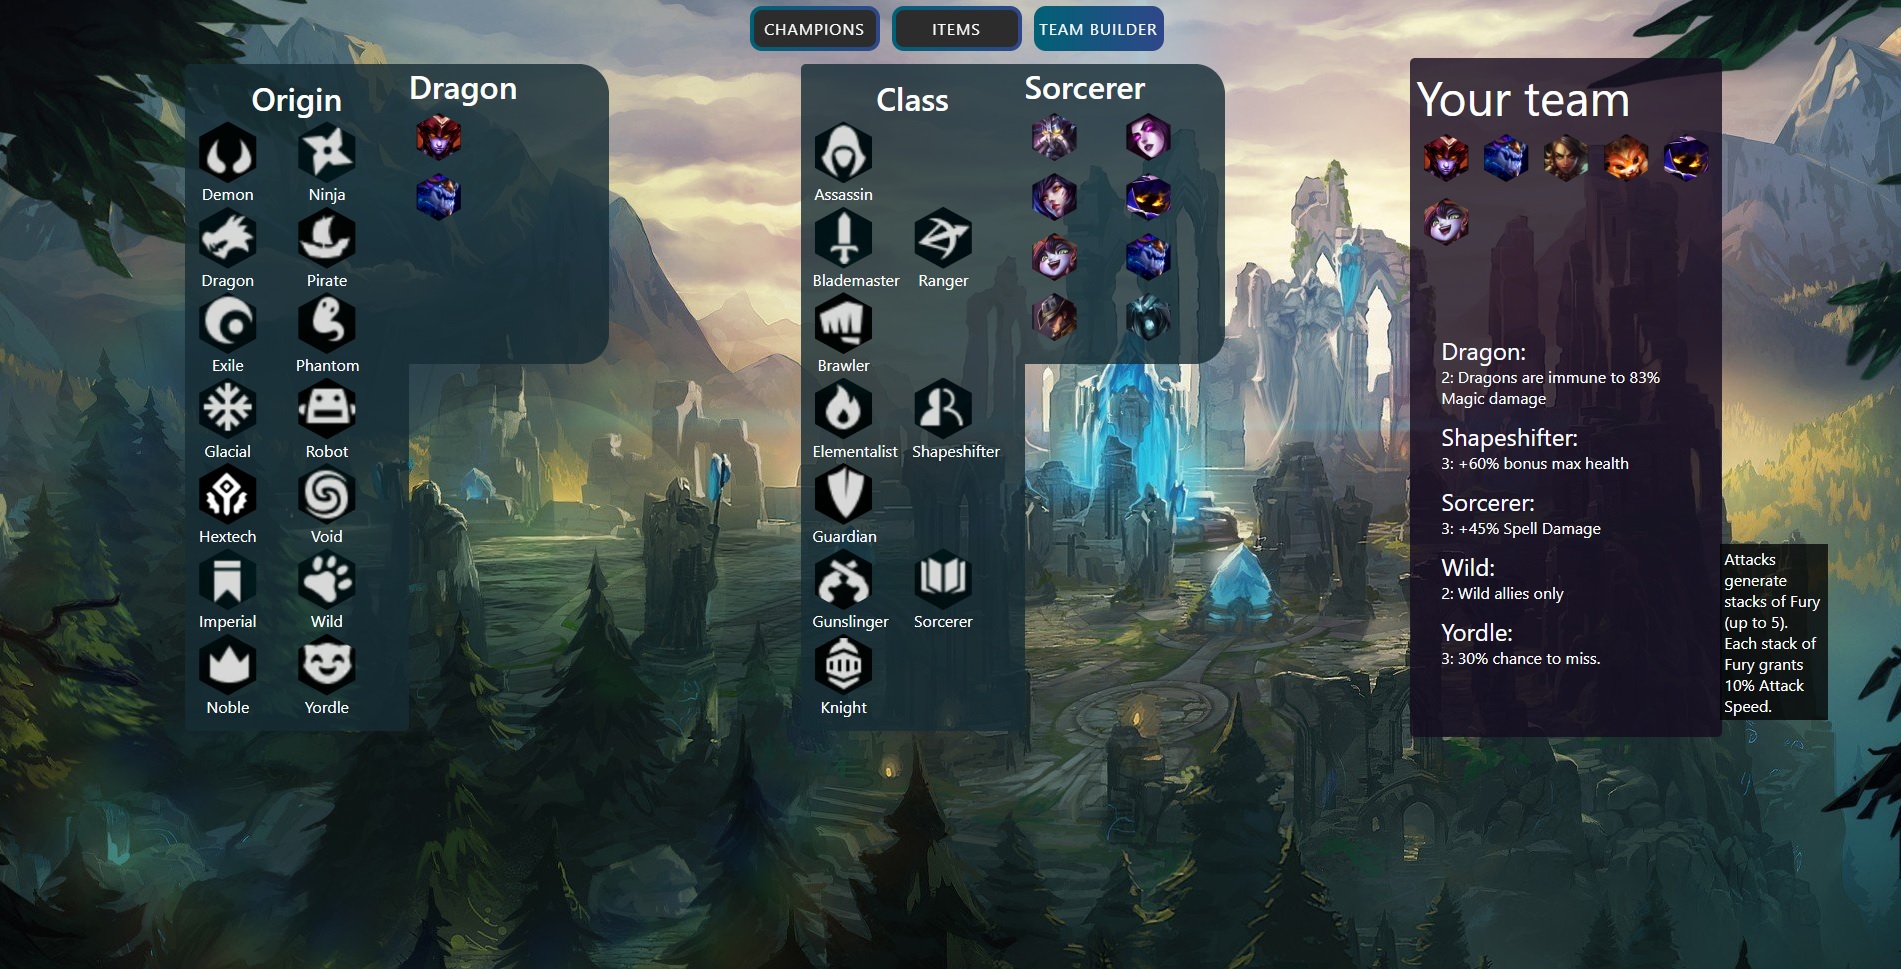 CHAMPIONS
ITEMS
TEAM BUILDER
Origin
Demon
Ninja
Dragon
Pirate
Exile
Phantom
Glacial
Robot
Hextech
Void
Imperial
Wild
Noble
Yordle
Dragon
Class
Assassin
Blademaster
Ranger
Brawler
Elementalist
Shapeshifter
Guardian
Gunslinger
Sorcerer
Knight
Sorcerer
Your team
Dragon:
2: Dragons are immune to 83%
Magic damage
Shapeshifter:
3: +60% bonus max health
Sorcerer:
3: +45% Spell Damage
Wild:
2: Wild allies only
Yordle:
3: 30% chance to miss.
Attacks
generate
stacks of Fury
(up to 5).
Each stack of
Fury grants
10% Attack
Speed.